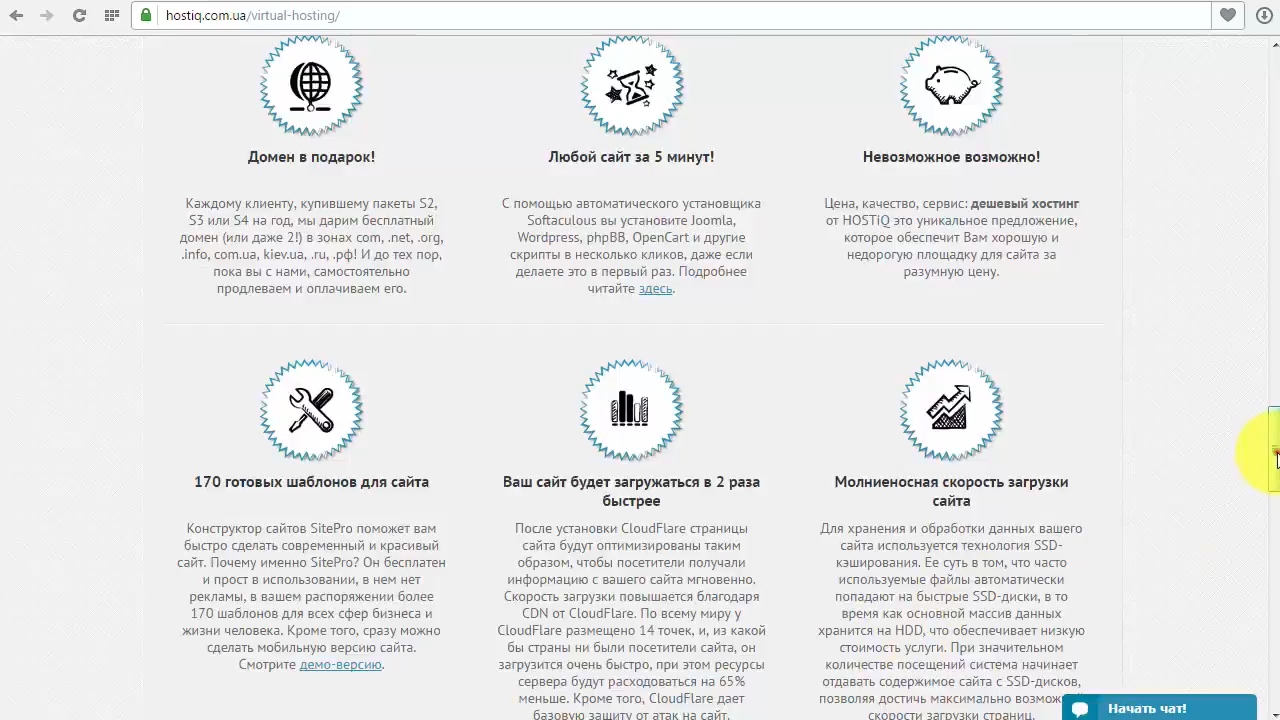 hostiq.com.ua/virtual-hosting/
Домен в подарок!
Каждому клиенту, купившему пакеты S2,
S3 или S4 на год, мы дарим бесплатный
домен (или даже 2!) в зонах com, .net, .org,
.info, com.ua, kiev.ua, .ru, .рф! И до тех пор,
пока вы с нами, самостоятельно
продлеваем и оплачиваем его.
Любой сайт за 5 минут!
С помощью автоматического установщика
Softaculous вы установите Joomla,
Wordpress, phpBB, OpenCart и другие
скрипты в несколько кликов, даже если
делаете это в первый раз. Подробнее
читайте здесь.
Невозможное возможно!
Цена, качество, сервис: дешевый хостинг
от HOSTiQ это уникальное предложение,
которое обеспечит Вам хорошую и
недорогую площадку для сайта за
разумную цену.
170 готовых шаблонов для сайта
Конструктор сайтов SitePro поможет вам
быстро сделать современный и красивый
сайт. Почему именно SitePro? Он бесплатен
и прост в использовании, в нем нет
рекламы, в вашем распоряжении более
170 шаблонов для всех сфер бизнеса и
жизни человека. Кроме того, сразу можно
сделать мобильную версию сайта.
Смотрите демо-версию.
Ваш сайт будет загружаться в 2 раза
быстрее
После установки CloudFlare страницы
сайта будут оптимизированы таким
образом, чтобы посетители получали
информацию с вашего сайта мгновенно.
Скорость загрузки повышается благодаря
CDN от CloudFlare. По всему миру у
CloudFlare размещено 14 точек, и, из какой
бы страны ни были посетители сайта, он
загрузится очень быстро, при этом ресурсы
сервера будут расходоваться на 65%
меньше. Кроме того, CloudFlare дает
базовую защиту от атак на сайт.
Молниеносная скорость загрузки
сайта
Для хранения и обработки данных вашего
сайта используется технология SSD-
кэширования. Ее суть в том, что часто
используемые файлы автоматически
попадают на быстрые SSD-диски, в то
время как основной массив данных
хранится на HDD, что обеспечивает низкую
стоимость услуги. При значительном
количестве посещений система начинает
отдавать содержимое сайта с SSD-дисков,
позволяя достичь максимально
скорости загрузки страниц.
Начать чат!